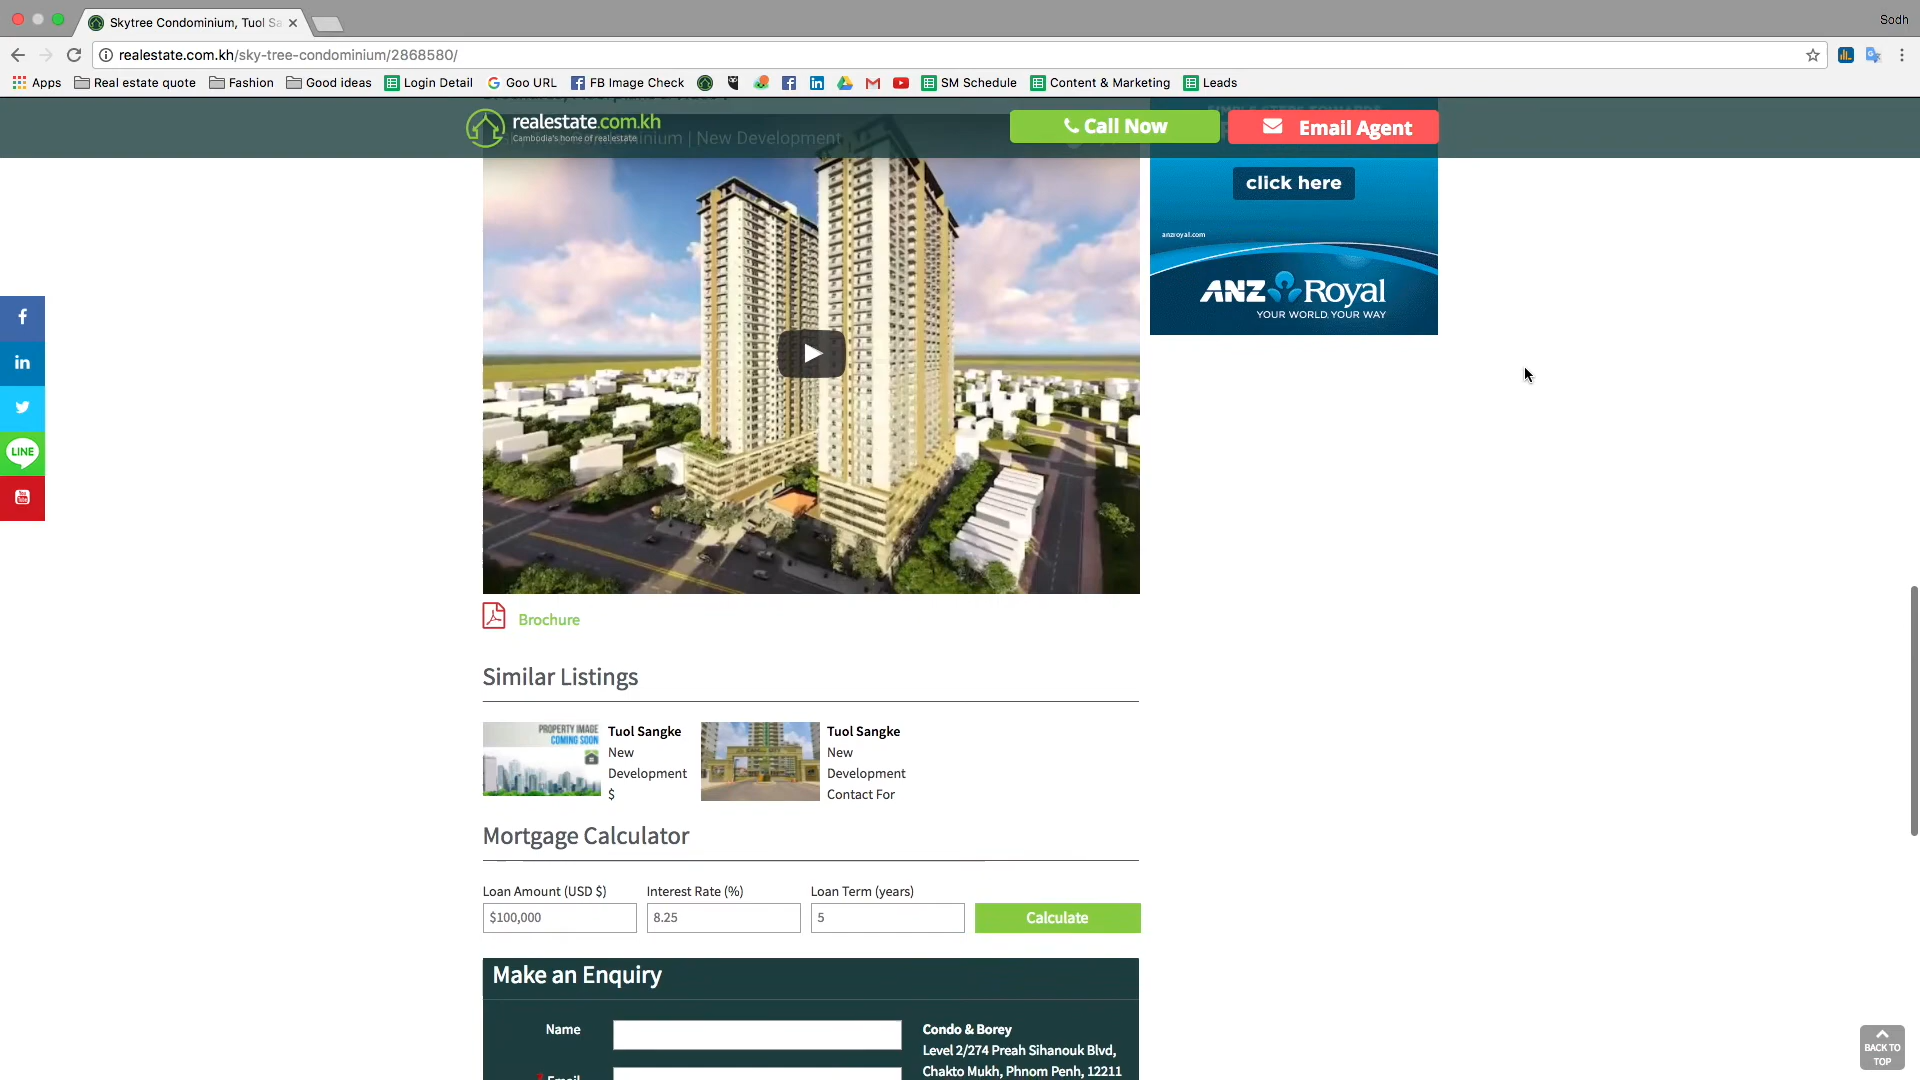 Skytree Condominium, Tuol Sa
Sodh
realestate.com.kh/sky-tree-condominium/2868580/
Apps
Real estate quote
Fashion
Good ideas
Login Detail
Goo URL
FB Image Check
SM Schedule
Content & Marketing
Leads
realestate.com.kh
Cambodia's home of real estate
minium | New Development
Call Now
Email Agent
click here
anzroyal.com
ANZ Royal
YOUR WORLD. YOUR WAY
LINE
Brochure
Similar Listings
PROPERTY IMAGE
COMING SOON
Tuol Sangke
New
Development
$
Tuol Sangke
New
Development
Contact For
Mortgage Calculator
Loan Amount (USD $)
Interest Rate (%)
Loan Term (years)
$100,000
8.25
5
Calculate
Make an Enquiry
Name
Condo & Borey
Level 2/274 Preah Sihanouk Blvd,
Chakto Mukh, Phnom Penh, 12211
BACK TO
TOP